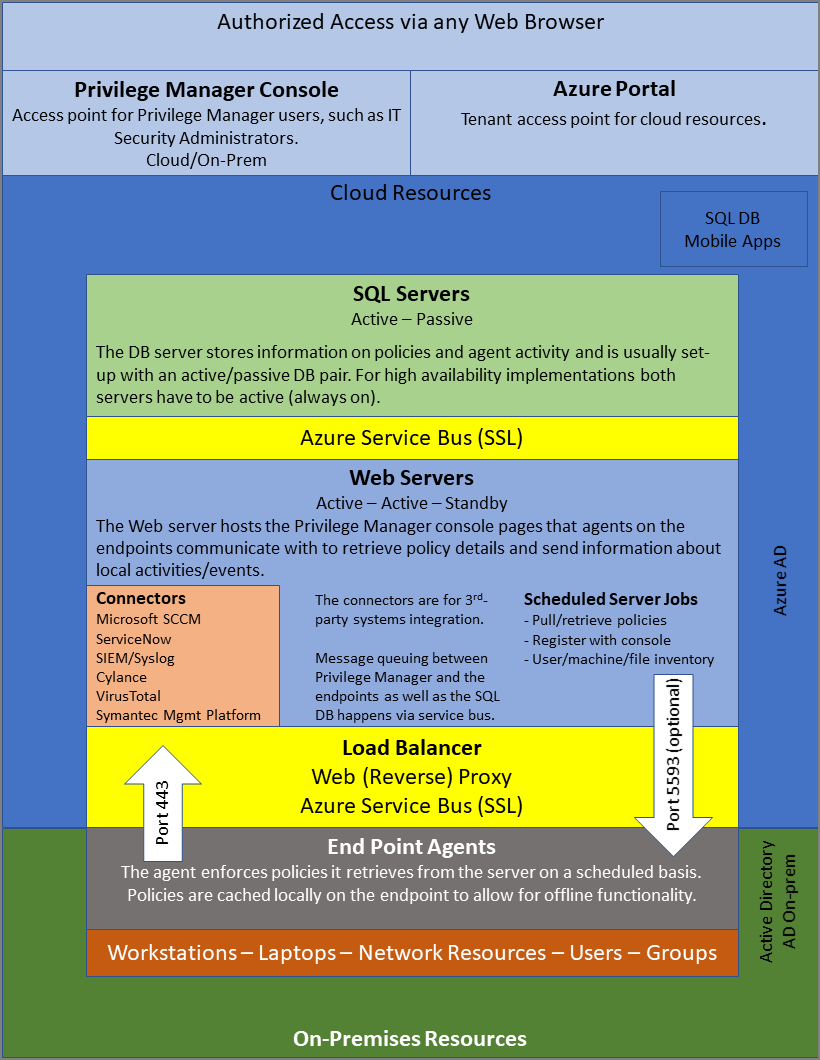 Authorized Access via any Web Browser
Privilege Manager Console
Access point for Privilege Manager users, such as IT
Security Administrators.
Cloud/On-Prem
Azure Portal
Tenant access point for cloud resources.
Cloud Resources
SQL DB
Mobile Apps
SQL Servers
Active – Passive
The DB server stores information on policies and agent activity and is usually set-
up with an active/passive DB pair. For high availability implementations both
servers have to be active (always on).
Azure Service Bus (SSL)
Web Servers
Active – Active – Standby
The Web server hosts the Privilege Manager console pages that agents on the
endpoints communicate with to retrieve policy details and send information about
local activities/events.
Connectors
Microsoft SCCM
ServiceNow
SIEM/Syslog
Cylance
VirusTotal
Symantec Mgmt Platform
The connectors are for 3rd-
party systems integration.
Message queuing between
Privilege Manager and the
endpoints as well as the SQL
DB happens via service bus.
Scheduled Server Jobs
- Pull/retrieve policies
- Register with console
- User/machine/file inventory
Azure AD
Load Balancer
Web (Reverse) Proxy
Azure Service Bus (SSL)
Port 443
Port 5593 (optional)
End Point Agents
The agent enforces policies it retrieves from the server on a scheduled basis.
Policies are cached locally on the endpoint to allow for offline functionality.
Workstations – Laptops – Network Resources – Users – Groups
Active Directory
AD On-prem
On-Premises Resources